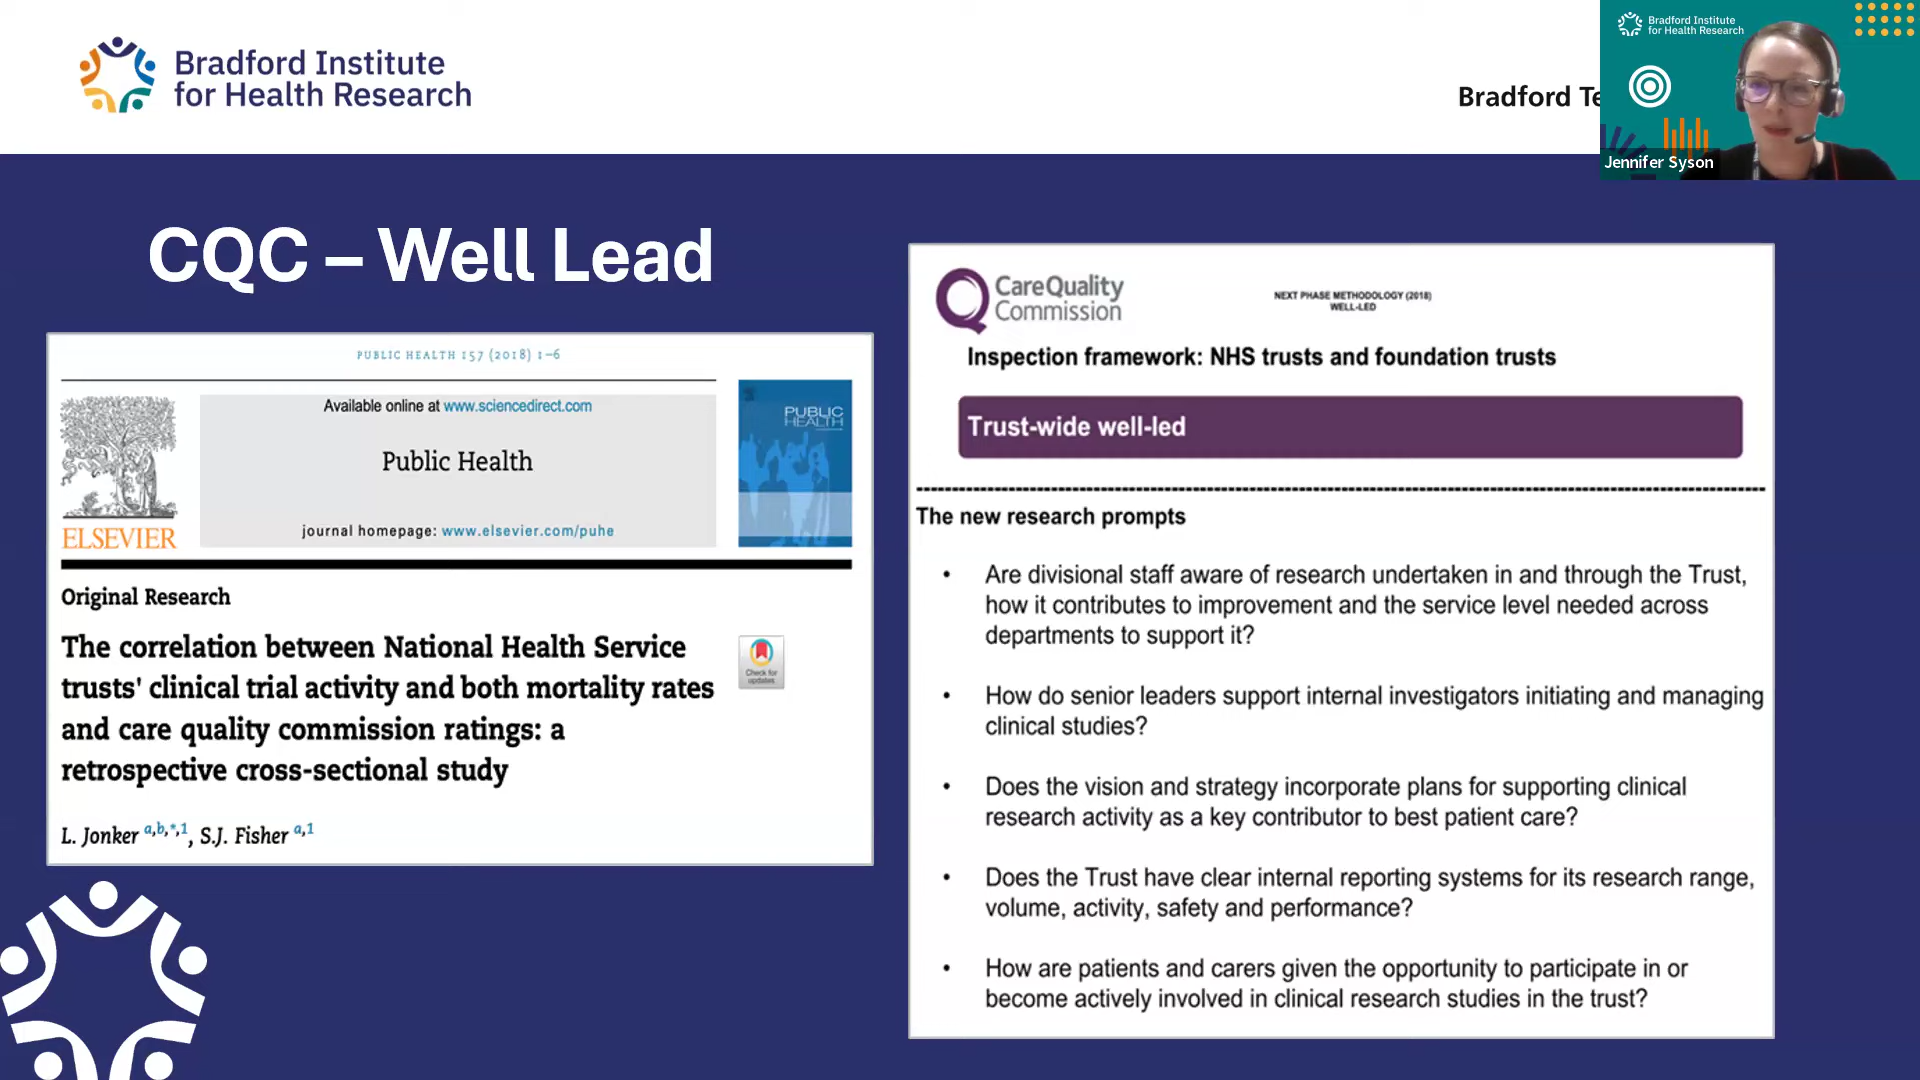 Bradford Institute
for Health Research
Bradford Te
Bradford Institute
for Health Research
Jennifer Syson
CQC – Well Lead
PUBLIC HEALTH 157 (2018) 1–6
Available online at www.sciencedirect.com
Public Health
journal homepage: www.elsevier.com/puhe
ELSEVIER
PUBLIC
HEALTH
Original Research
The correlation between National Health Service
trusts' clinical trial activity and both mortality rates
and care quality commission ratings: a
retrospective cross-sectional study
Check for
updates
L. Jonker a,b,*,1, S.J. Fisher a,1
CareQuality
Commission
NEXT PHASE METHODOLOGY (2018)
WELL-LED
Inspection framework: NHS trusts and foundation trusts
Trust-wide well-led
The new research prompts
• Are divisional staff aware of research undertaken in and through the Trust,
how it contributes to improvement and the service level needed across
departments to support it?
• How do senior leaders support internal investigators initiating and managing
clinical studies?
• Does the vision and strategy incorporate plans for supporting clinical
research activity as a key contributor to best patient care?
• Does the Trust have clear internal reporting systems for its research range,
volume, activity, safety and performance?
• How are patients and carers given the opportunity to participate in or
become actively involved in clinical research studies in the trust?